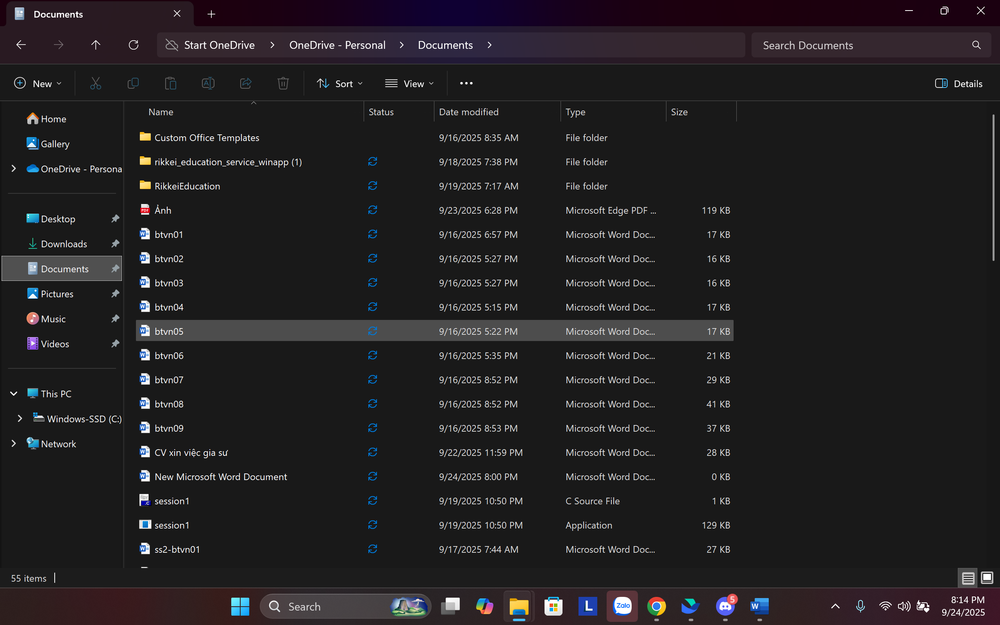 Documents
Start OneDrive > OneDrive - Personal > Documents >
Search Documents
New
Sort
View
Details
Name Status Date modified Type Size
Home
Gallery
OneDrive - Persona
Desktop
Downloads
Documents
Pictures
Music
Videos
This PC
Windows-SSD (C:)
Network
Custom Office Templates 9/16/2025 8:35 AM File folder
rikkei_education_service_winapp (1) 9/18/2025 7:38 PM File folder
RikkeiEducation 9/19/2025 7:17 AM File folder
PDF Ảnh 9/23/2025 6:28 PM Microsoft Edge PDF ... 119 KB
btvn01 9/16/2025 6:57 PM Microsoft Word Doc... 17 KB
btvn02 9/16/2025 5:27 PM Microsoft Word Doc... 16 KB
btvn03 9/16/2025 5:27 PM Microsoft Word Doc... 16 KB
btvn04 9/16/2025 5:15 PM Microsoft Word Doc... 17 KB
btvn05 9/16/2025 5:22 PM Microsoft Word Doc... 17 KB
btvn06 9/16/2025 5:35 PM Microsoft Word Doc... 21 KB
btvn07 9/16/2025 8:52 PM Microsoft Word Doc... 29 KB
btvn08 9/16/2025 8:52 PM Microsoft Word Doc... 41 KB
btvn09 9/16/2025 8:53 PM Microsoft Word Doc... 37 KB
CV xin việc gia sư 9/22/2025 11:59 PM Microsoft Word Doc... 28 KB
New Microsoft Word Document 9/24/2025 8:00 PM Microsoft Word Doc... 0 KB
session1 9/19/2025 10:50 PM C Source File 1 KB
session1 9/19/2025 10:50 PM Application 129 KB
ss2-btvn01 9/17/2025 7:44 AM Microsoft Word Doc... 27 KB
55 items
Search
L
Zalo
5
W
8:14 PM
9/24/2025